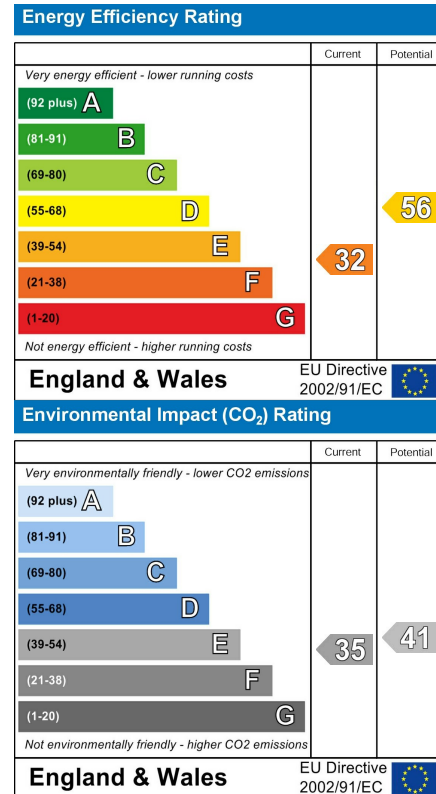 Energy Efficiency Rating
Current Potential
Very energy efficient - lower running costs
(92 plus) A
(81-91) B
(69-80) C
(55-68) D
56
(39-54) E
32
(21-38) F
(1-20) G
Not energy efficient - higher running costs
England & Wales
EU Directive
2002/91/EC
Environmental Impact (CO₂) Rating
Current Potential
Very environmentally friendly - lower CO2 emissions
(92 plus) A
(81-91) B
(69-80) C
(55-68) D
(39-54) E
35
41
(21-38) F
(1-20) G
Not environmentally friendly - higher CO2 emissions
England & Wales
EU Directive
2002/91/EC